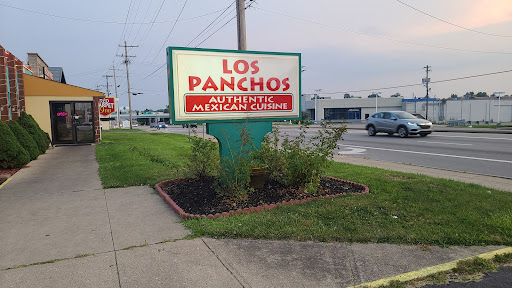 LOS
PANCHOS
AUTHENTIC
MEXICAN CUISINE